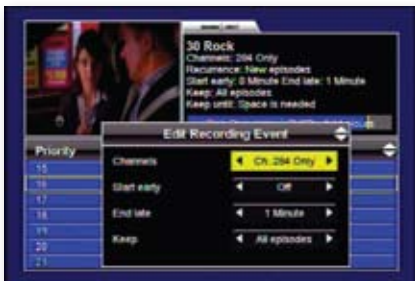 30 Rock
Channels: 284 Only
Recurrence: New episodes
Start early: 0 Minute End late: 1 Minute
Keep: All episodes
Keep until: Space is needed
Edit Recording Event
Priority
Channels Ch. 284 Only
Start early Off
End late 1 Minute
Keep All episodes
15
16
17
18
19
20
21